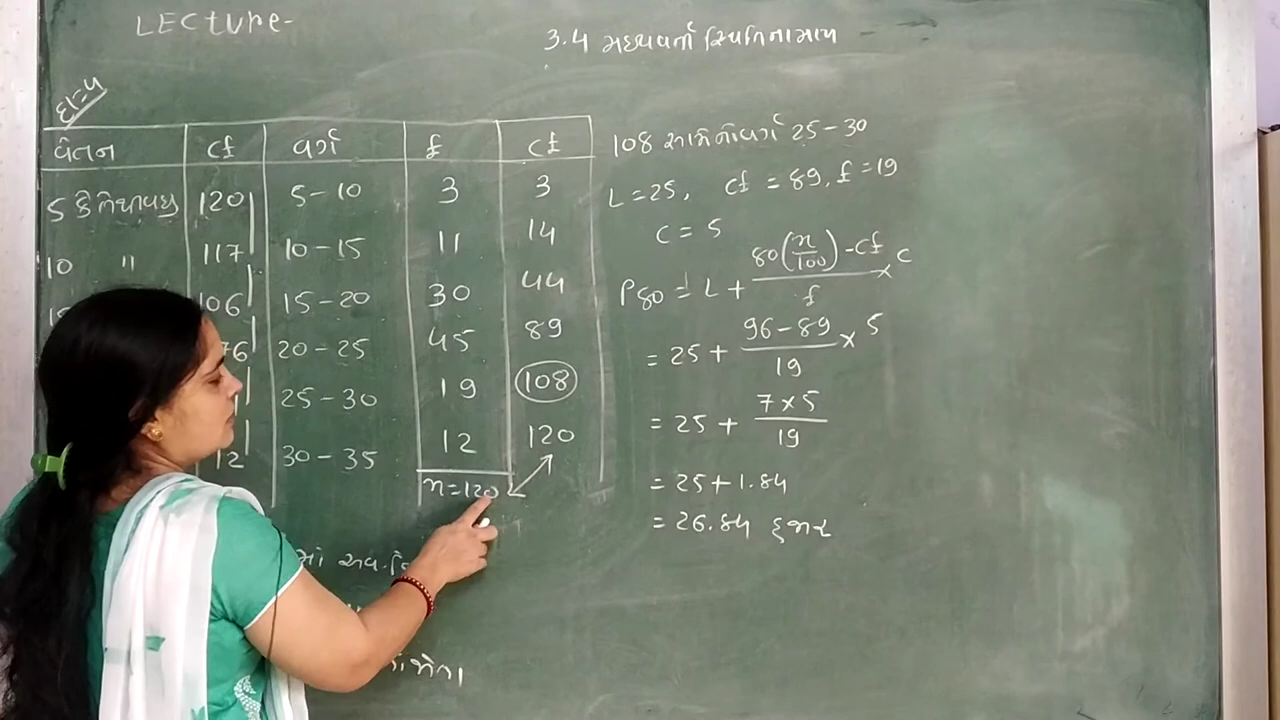 LECture-
3.4 મધ્યવર્તી સ્થિતિના માપ
દા=૫
વેતન cf વર્ગ f cf
5 કે તેથી વધુ 120 5-10 3 3
10 " 117 10-15 11 14
106 15-20 30 44
76 20-25 45 89
25-30 19 108
12 30-35 12 120
n=120
108 સામેનો વર્ગ 25-30
L=25, cf = 89, f=19
C = 5
P80 = L + 80(n/100)-cf / f × C
= 25 + 96-89 / 19 × 5
= 25 + 7×5 / 19
= 25+1.84
= 26.84 હજાર